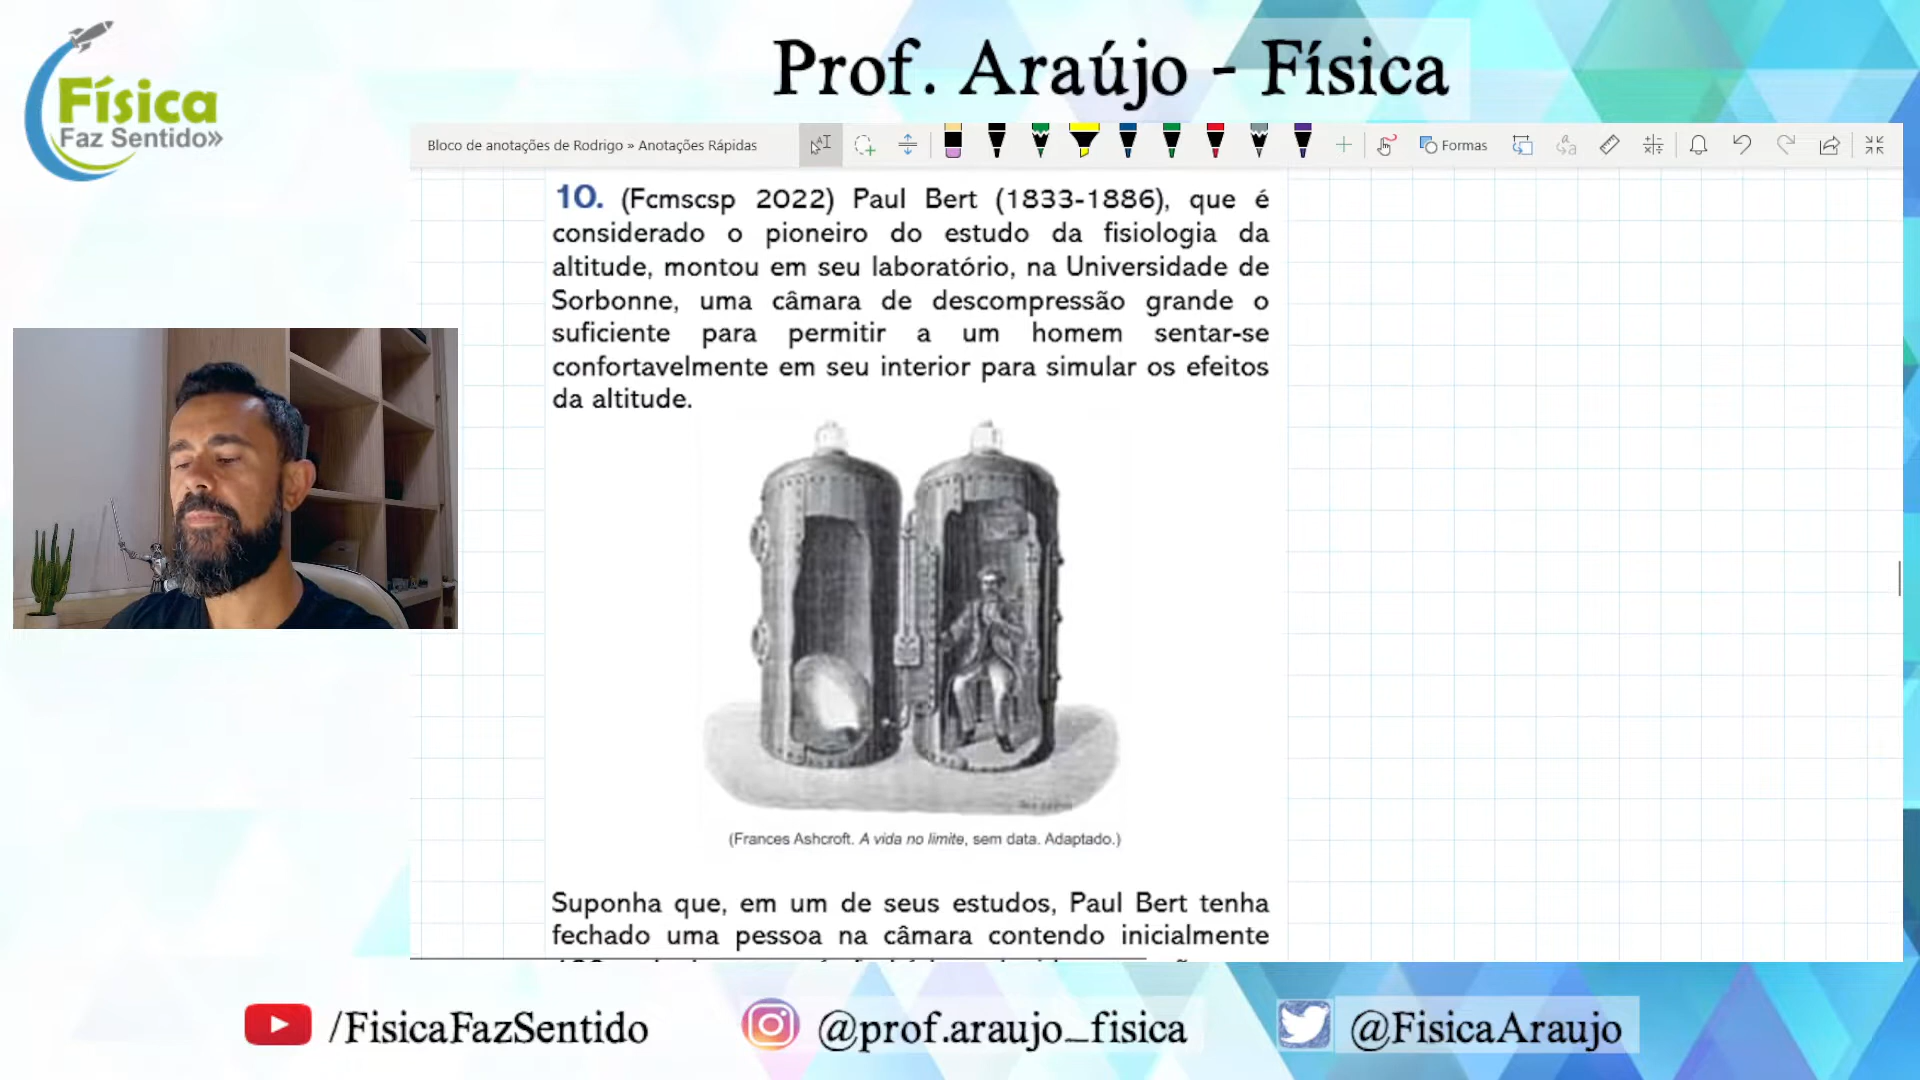 Prof. Araújo - Física
Física
Faz Sentido»
Bloco de anotações de Rodrigo » Anotações Rápidas
Formas
10. (Fcmscsp 2022) Paul Bert (1833-1886), que é
considerado o pioneiro do estudo da fisiologia da
altitude, montou em seu laboratório, na Universidade de
Sorbonne, uma câmara de descompressão grande o
suficiente para permitir a um homem sentar-se
confortavelmente em seu interior para simular os efeitos
da altitude.
(Frances Ashcroft. A vida no limite, sem data. Adaptado.)
Suponha que, em um de seus estudos, Paul Bert tenha
fechado uma pessoa na câmara contendo inicialmente
/FisicaFazSentido
@prof.araujo_fisica
@FisicaAraujo